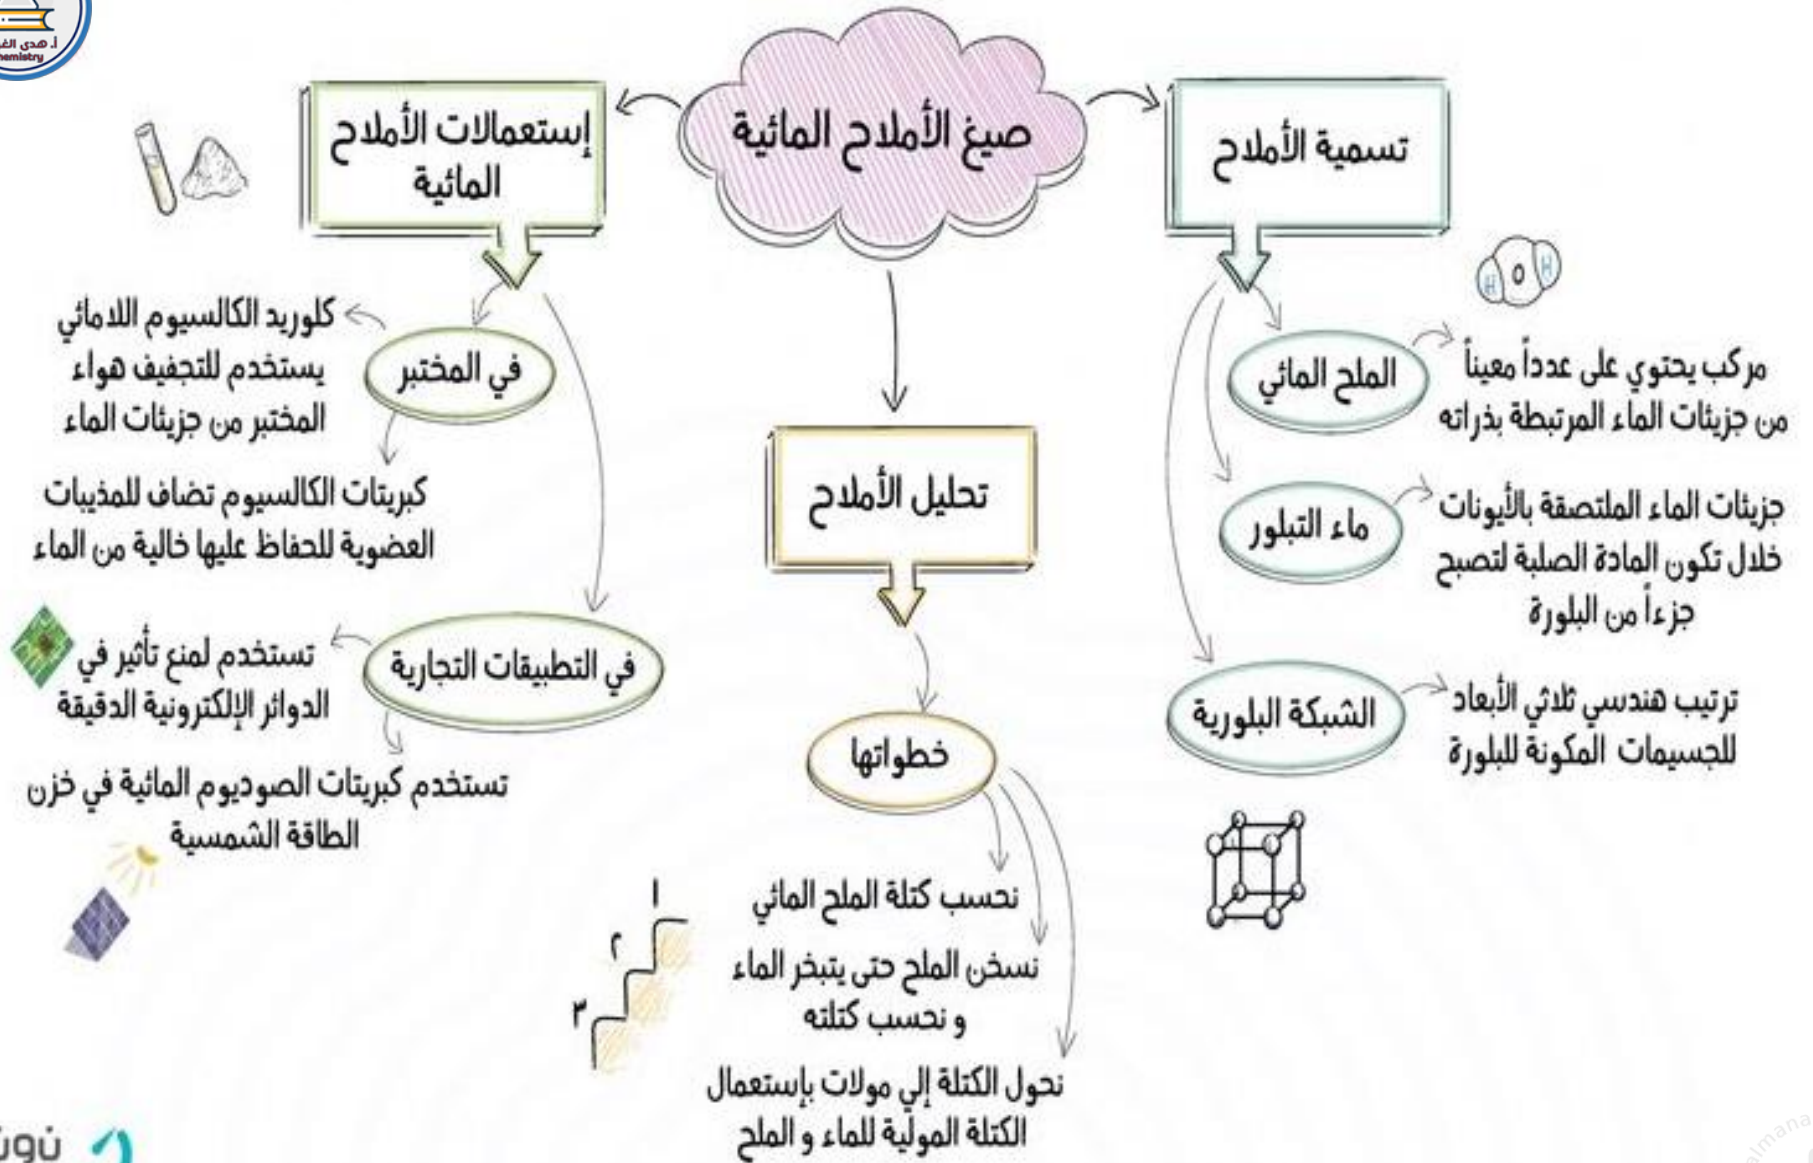 صيغ الأملاح المائية
تسمية الأملاح
الملح المائي
مركب يحتوي على عدداً معيناً
من جزيئات الماء المرتبطة بذراته
H O H
ماء التبلور
جزيئات الماء الملتصقة بالأيونات
خلال تكون المادة الصلبة لتصبح
جزءاً من البلورة
الشبكة البلورية
ترتيب هندسي ثلاثي الأبعاد
للجسيمات المكونة للبلورة
تحليل الأملاح
خطواتها
نحسب كتلة الملح المائي
نسخن الملح حتى يتبخر الماء
و نحسب كتلته
نحول الكتلة إلي مولات بإستعمال
الكتلة المولية للماء و الملح
١
٢
٣
إستعمالات الأملاح
المائية
في المختبر
كلوريد الكالسيوم اللامائي
يستخدم للتجفيف هواء
المختبر من جزيئات الماء
كبريتات الكالسيوم تضاف للمذيبات
العضوية للحفاظ عليها خالية من الماء
في التطبيقات التجارية
تستخدم لمنع تأثير في
الدوائر الإلكترونية الدقيقة
تستخدم كبريتات الصوديوم المائية في خزن
الطاقة الشمسية
أ. هدى